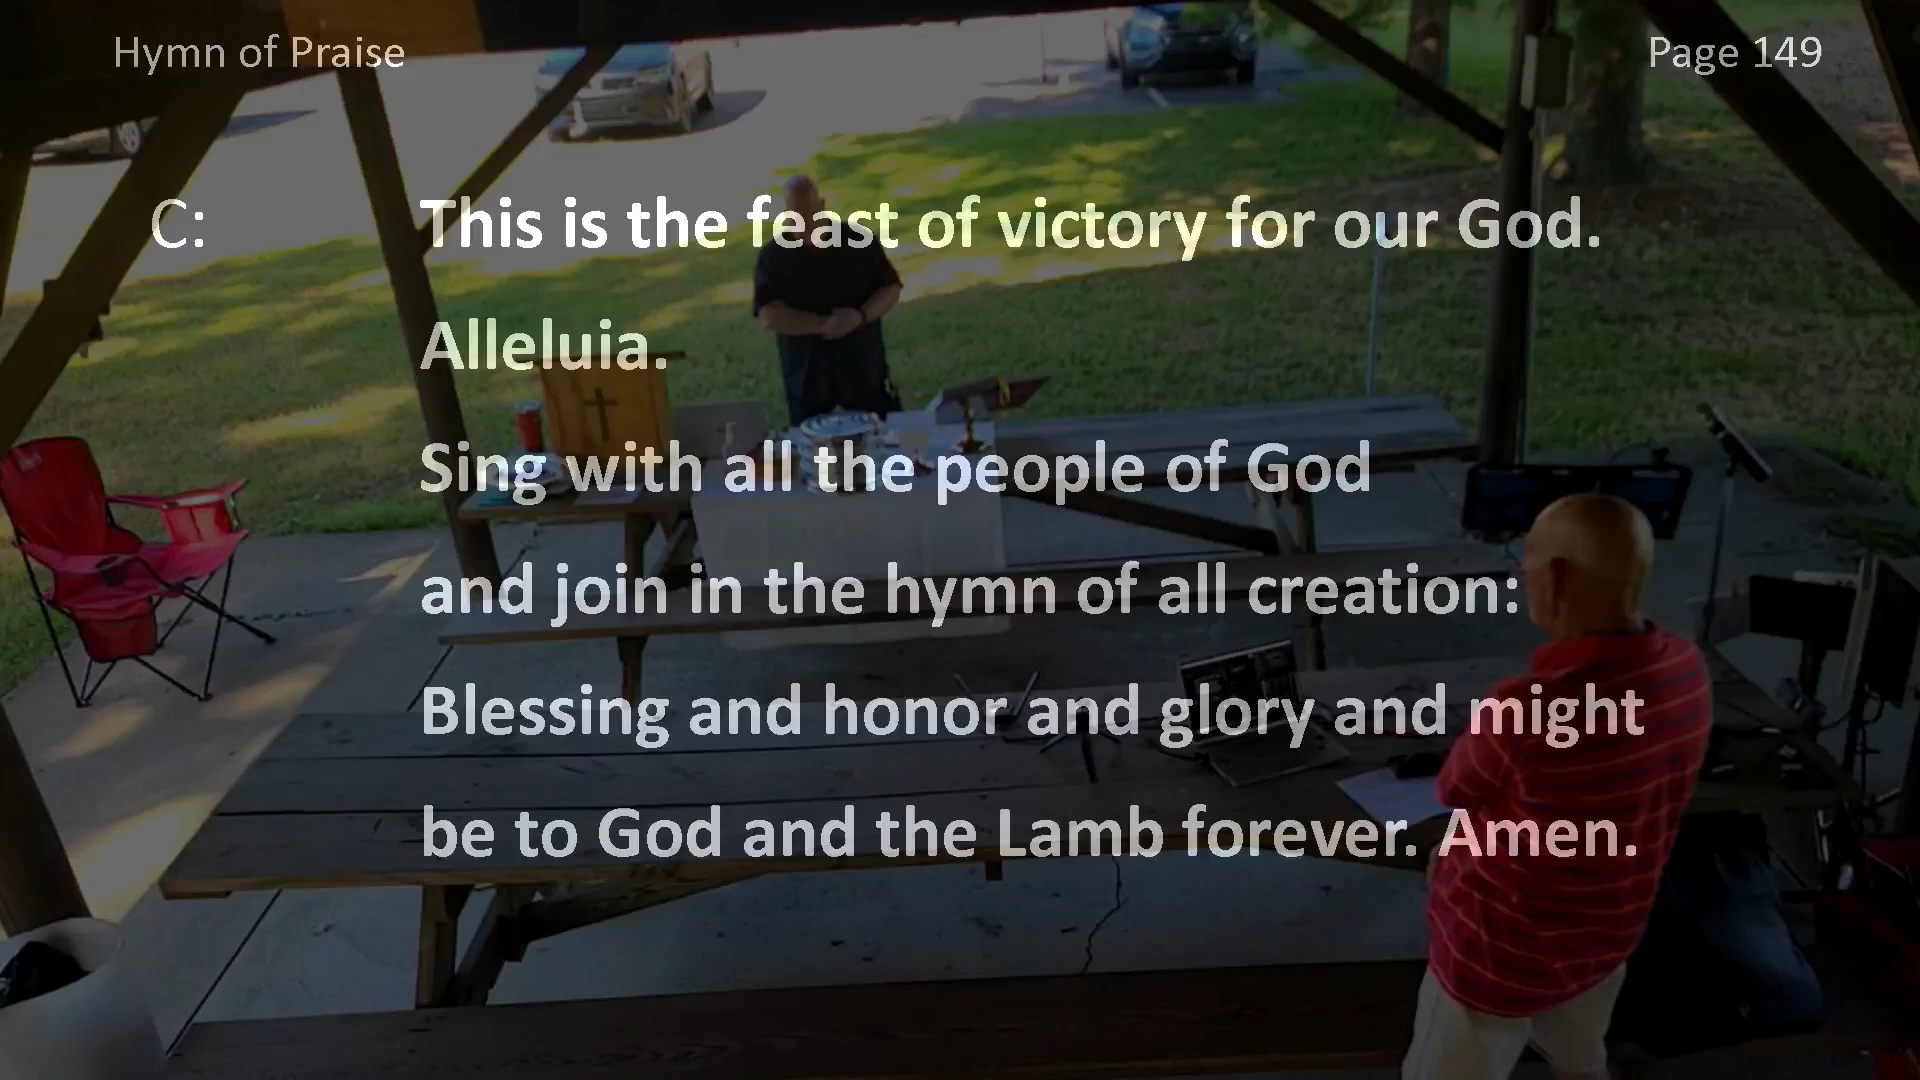 Hymn of Praise
Page 149
C: This is the feast of victory for our God.
Alleluia.
Sing with all the people of God
and join in the hymn of all creation:
Blessing and honor and glory and might
be to God and the Lamb forever. Amen.